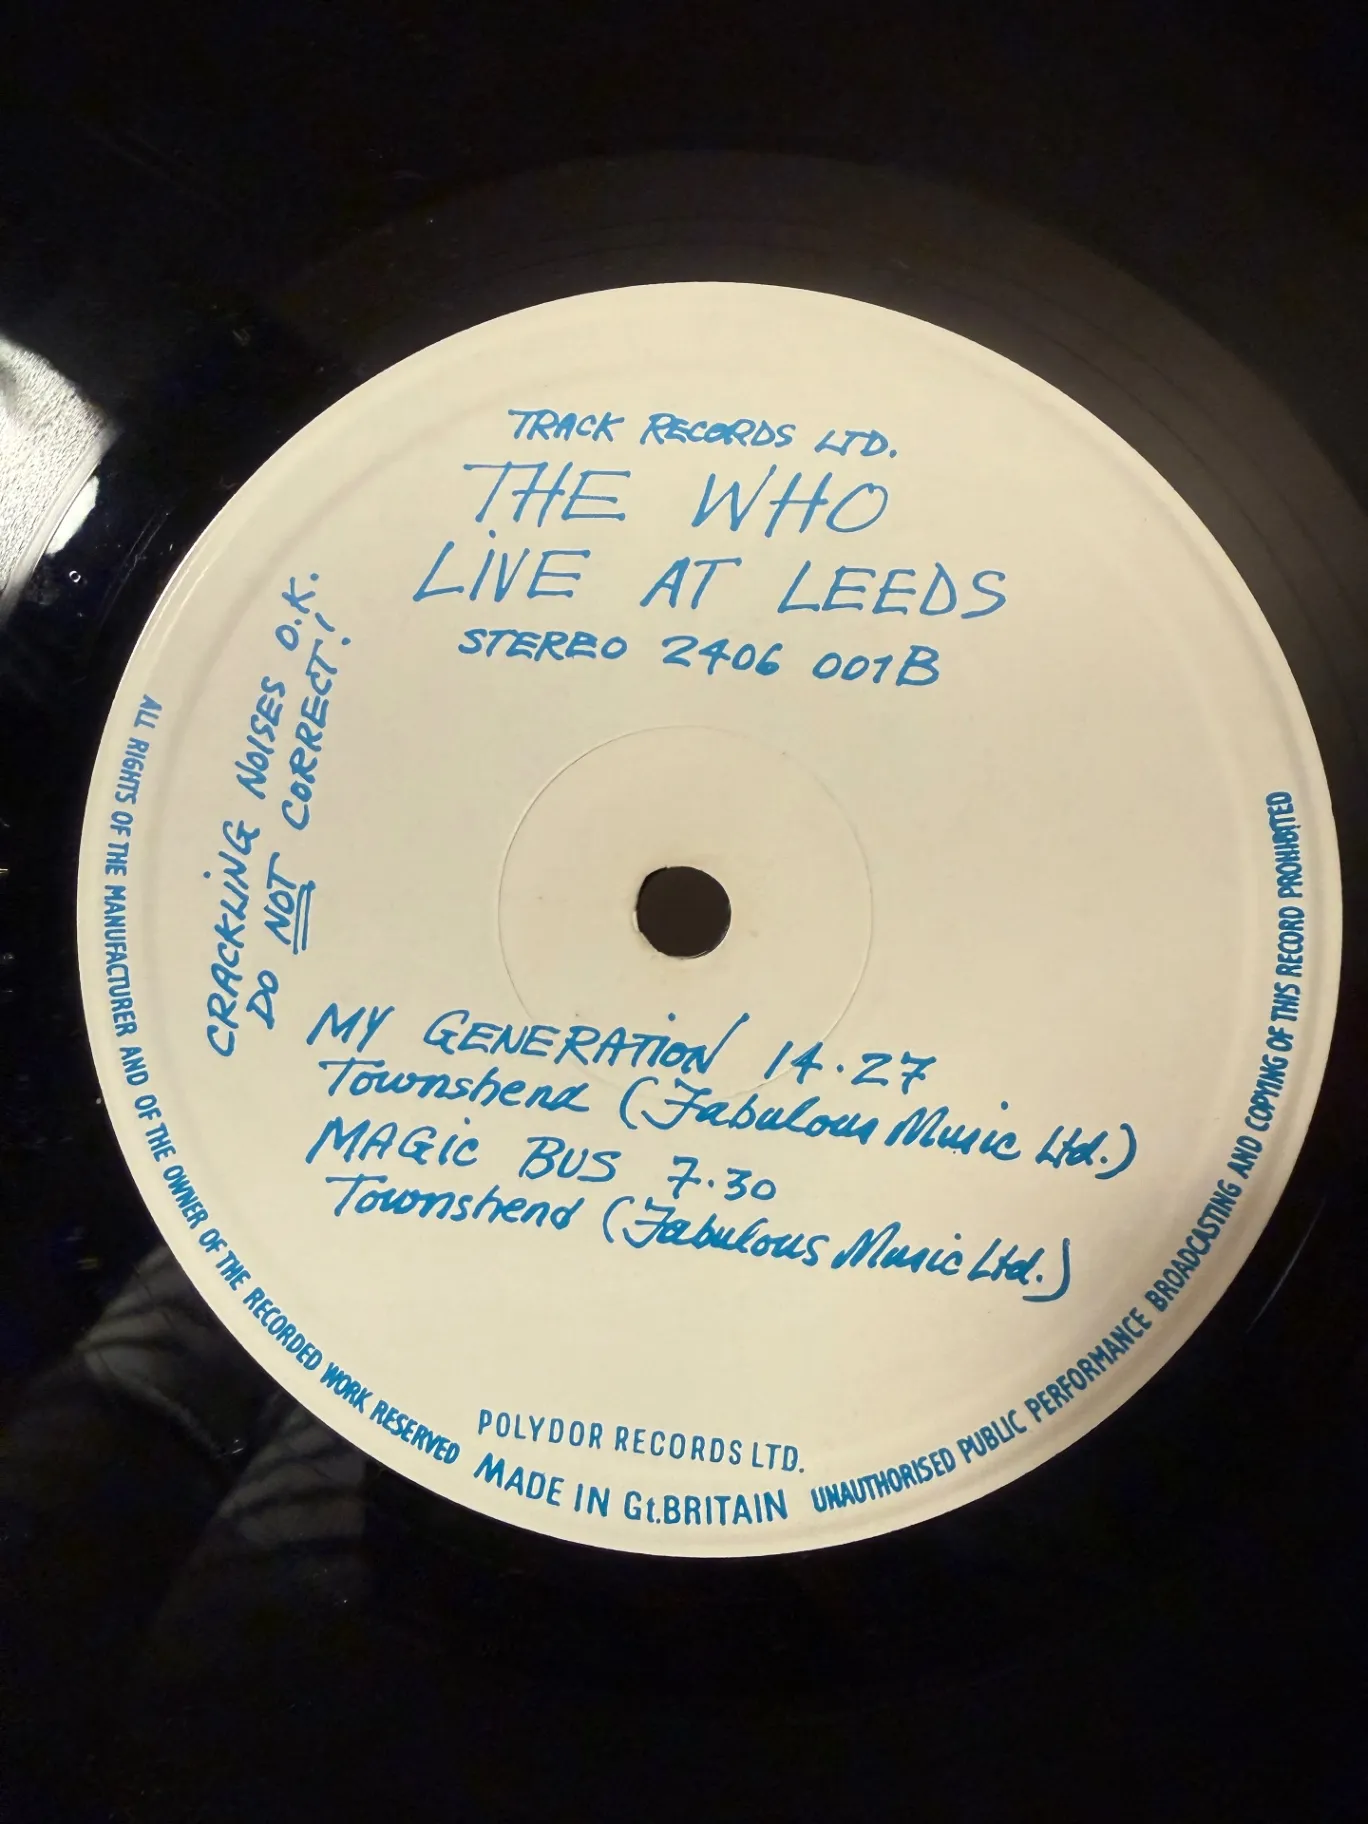 TRACK RECORDS LTD.
THE WHO
LiVE AT LEEDS
STEREO 2406 001B
CRACKLING NOISES O.K.
DO NOT CORRECT!
MY GENERATiON 14.27
Townshend (Fabulous Music Ltd.)
MAGiC BUS 7.30
Townshend (Fabulous Music Ltd.)
POLYDOR RECORDS LTD.
MADE IN Gt.BRITAIN
ALL RIGHTS OF THE MANUFACTURER AND OF THE OWNER OF THE RECORDED WORK RESERVED
UNAUTHORISED PUBLIC PERFORMANCE BROADCASTING AND COPYING OF THIS RECORD PROHIBITED